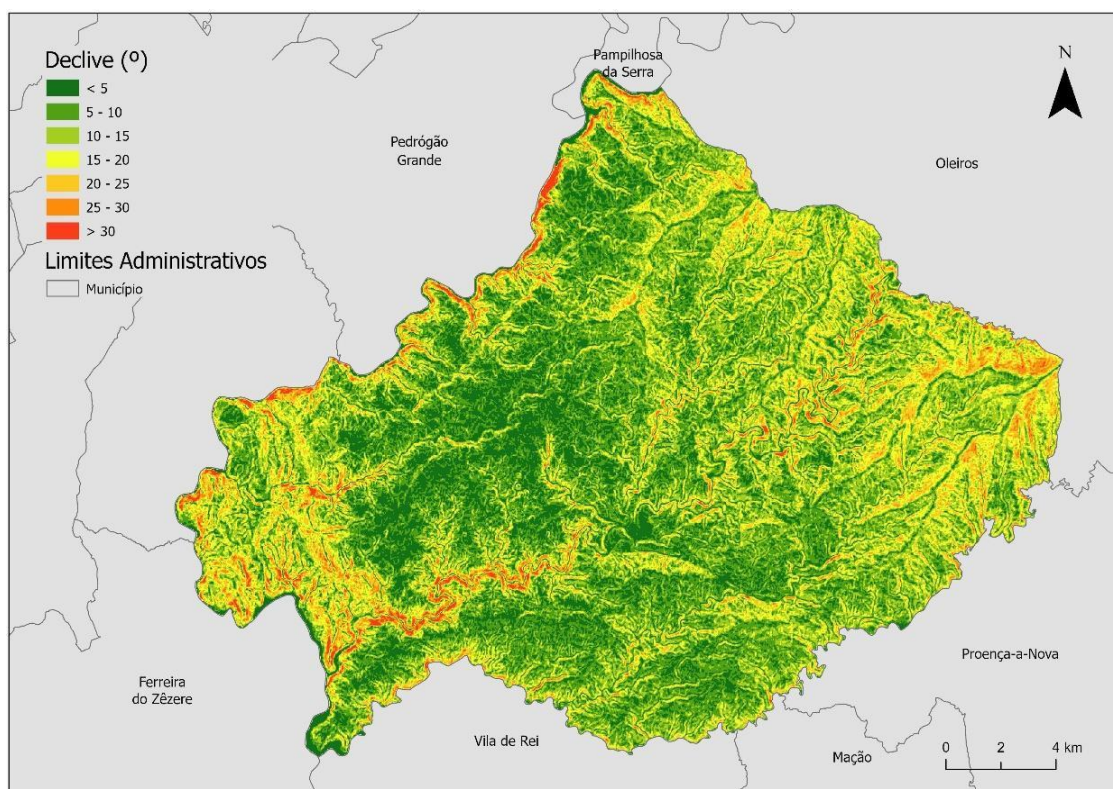 Declive (º)
< 5
5 - 10
10 - 15
15 - 20
20 - 25
25 - 30
> 30
Limites Administrativos
Município
Pampilhosa
da Serra
N
Pedrógão
Grande
Oleiros
Ferreira
do Zêzere
Vila de Rei
Proença-a-Nova
Mação
0 2 4 km